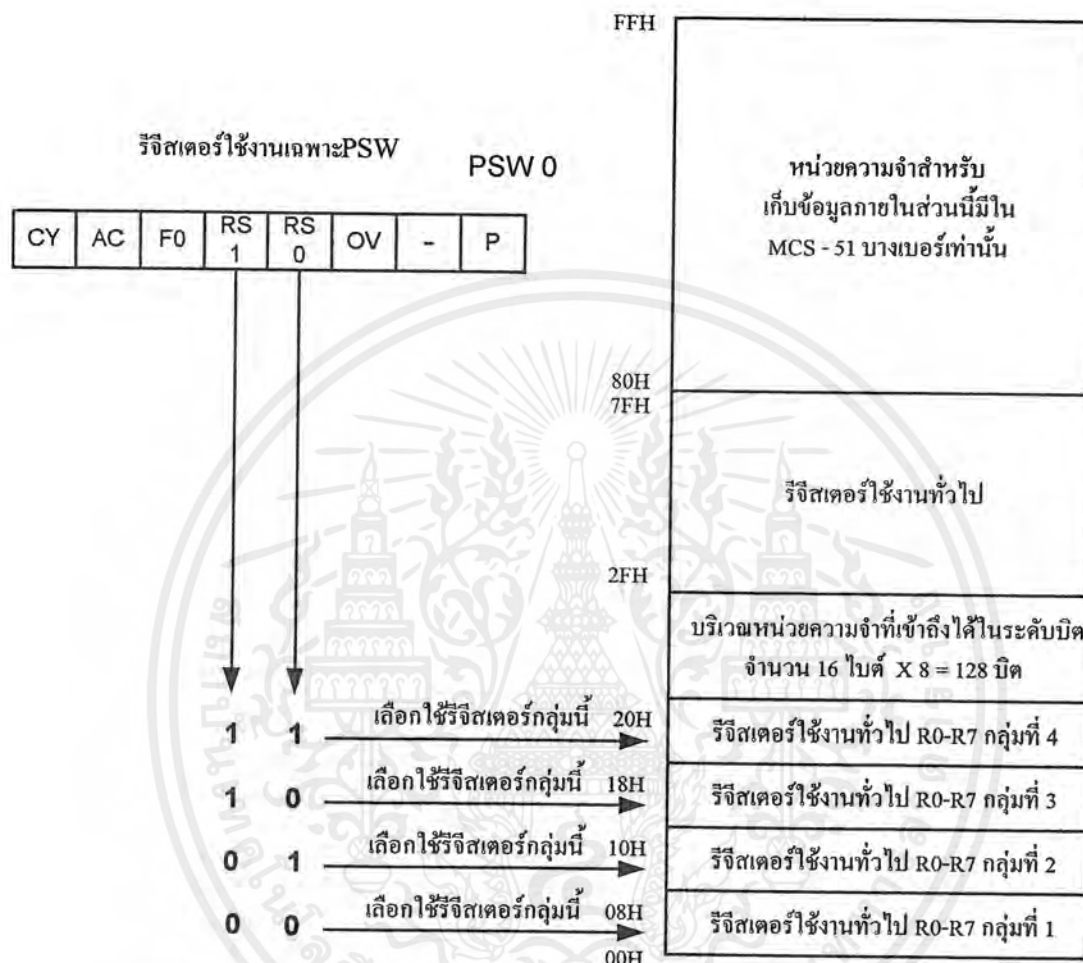 FFH
รีจีสเตอร์ใช้งานเฉพาะPSW
PSW 0
CY AC F0 RS 1 RS 0 OV - P
หน่วยความจำสำหรับ
เก็บข้อมูลภายในส่วนนี้มีใน
MCS - 51 บางเบอร์เท่านั้น
80H
7FH
รีจีสเตอร์ใช้งานทั่วไป
2FH
บริเวณหน่วยความจำที่เข้าถึงได้ในระดับบิต
จำนวน 16 ไบต์ X 8 = 128 บิต
1 1 เลือกใช้รีจีสเตอร์กลุ่มนี้ 20H รีจีสเตอร์ใช้งานทั่วไป R0-R7 กลุ่มที่ 4
1 0 เลือกใช้รีจีสเตอร์กลุ่มนี้ 18H รีจีสเตอร์ใช้งานทั่วไป R0-R7 กลุ่มที่ 3
0 1 เลือกใช้รีจีสเตอร์กลุ่มนี้ 10H รีจีสเตอร์ใช้งานทั่วไป R0-R7 กลุ่มที่ 2
0 0 เลือกใช้รีจีสเตอร์กลุ่มนี้ 08H รีจีสเตอร์ใช้งานทั่วไป R0-R7 กลุ่มที่ 1
00H